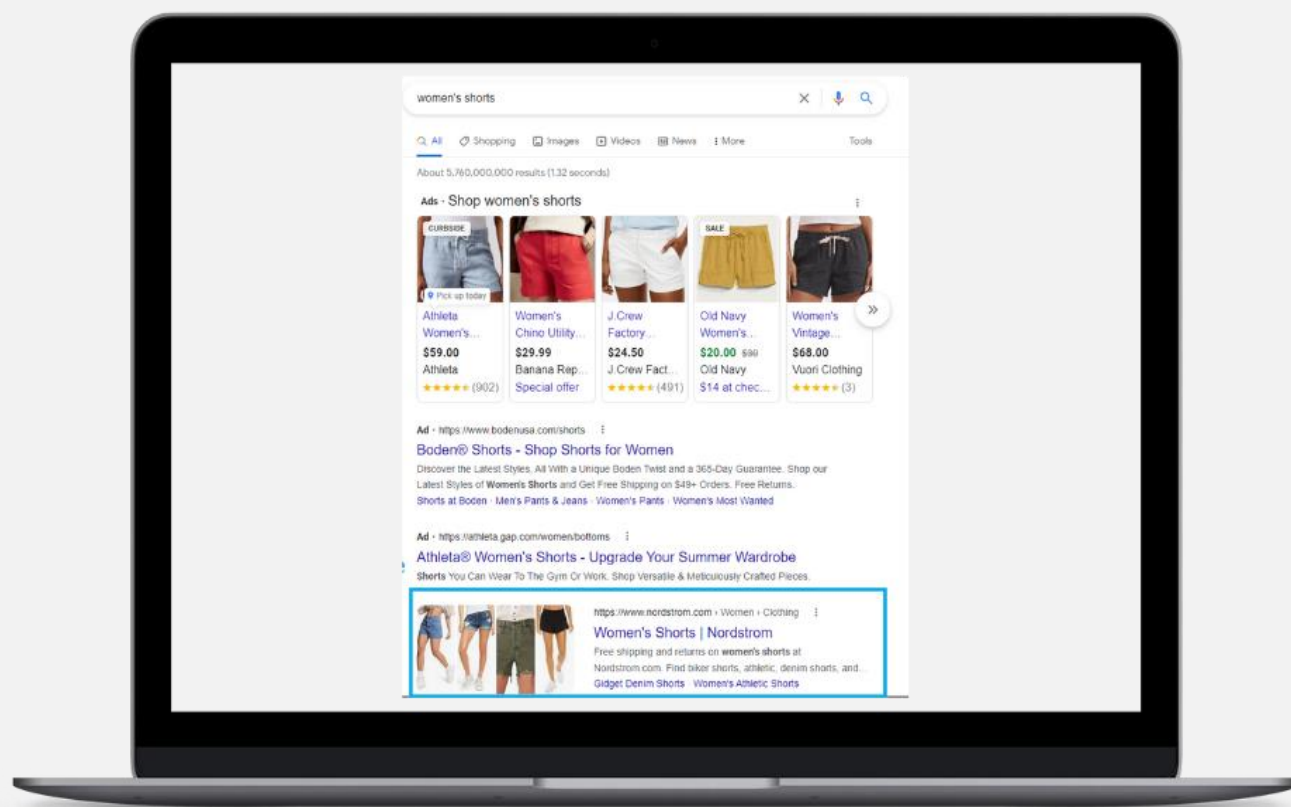 women's shorts
All Shopping Images Videos News More Tools
About 5,760,000,000 results (1.32 seconds)
Ads · Shop women's shorts
CURBSIDE
SALE
Pick up today
Athleta
Women's...
$59.00
Athleta
(902)
Women's
Chino Utility...
$29.99
Banana Rep...
Special offer
J.Crew
Factory...
$24.50
J.Crew Fact...
(491)
Old Navy
Women's...
$20.00 $30
Old Navy
$14 at chec...
Women's
Vintage...
$68.00
Vuori Clothing
(3)
Ad · https://www.bodenusa.com/shorts
Boden® Shorts - Shop Shorts for Women
Discover the Latest Styles, All With a Unique Boden Twist and a 365-Day Guarantee. Shop our
Latest Styles of Women's Shorts and Get Free Shipping on $49+ Orders. Free Returns.
Shorts at Boden · Men's Pants & Jeans · Women's Pants · Women's Most Wanted
Ad · https://athleta.gap.com/women/bottoms
Athleta® Women's Shorts - Upgrade Your Summer Wardrobe
Shorts You Can Wear To The Gym Or Work. Shop Versatile & Meticulously Crafted Pieces.
https://www.nordstrom.com › Women › Clothing
Women's Shorts | Nordstrom
Free shipping and returns on women's shorts at
Nordstrom.com. Find biker shorts, athletic, denim shorts, and...
Gidget Denim Shorts · Women's Athletic Shorts